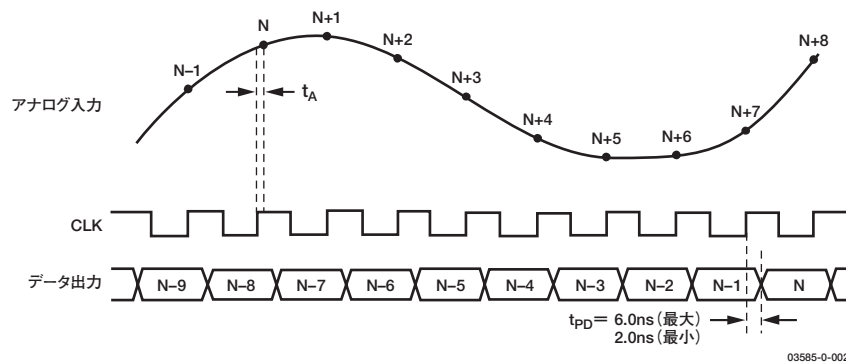 N
N+1
N+2
N+8
N–1
N+3
N+7
tA
アナログ入力
N+4
N+5
N+6
CLK
データ出力
N–9 N–8 N–7 N–6 N–5 N–4 N–3 N–2 N–1 N
tPD= 6.0ns(最大)
2.0ns(最小)
03585-0-002